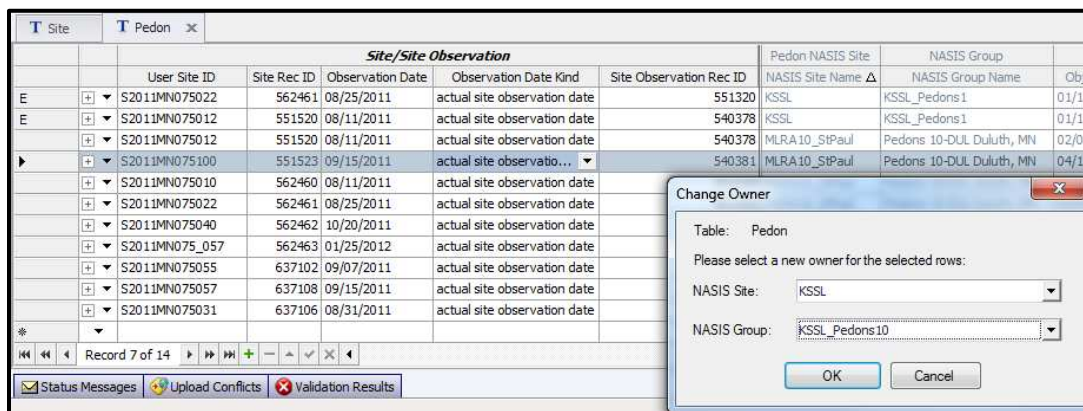 Site Pedon
Site/Site Observation Pedon NASIS Site NASIS Group
User Site ID Site Rec ID Observation Date Observation Date Kind Site Observation Rec ID NASIS Site Name NASIS Group Name
E S2011MN075022 562461 08/25/2011 actual site observation date 551320 KSSL KSSL_Pedons1 01/1
E S2011MN075012 551520 08/11/2011 actual site observation date 540378 KSSL KSSL_Pedons1 01/1
S2011MN075012 551520 08/11/2011 actual site observation date 540378 MLRA10_StPaul Pedons 10-DUL Duluth, MN 02/0
S2011MN075100 551523 09/15/2011 actual site observatio... 540381 MLRA10_StPaul Pedons 10-DUL Duluth, MN 04/1
S2011MN075010 562460 08/11/2011 actual site observation date
S2011MN075022 562461 08/25/2011 actual site observation date
S2011MN075040 562462 10/20/2011 actual site observation date
S2011MN075_057 562463 01/25/2012 actual site observation date
S2011MN075055 637102 09/07/2011 actual site observation date
S2011MN075057 637108 09/15/2011 actual site observation date
S2011MN075031 637106 08/31/2011 actual site observation date
Record 7 of 14
Status Messages Upload Conflicts Validation Results
Change Owner
Table: Pedon
Please select a new owner for the selected rows:
NASIS Site: KSSL
NASIS Group: KSSL_Pedons10
OK Cancel